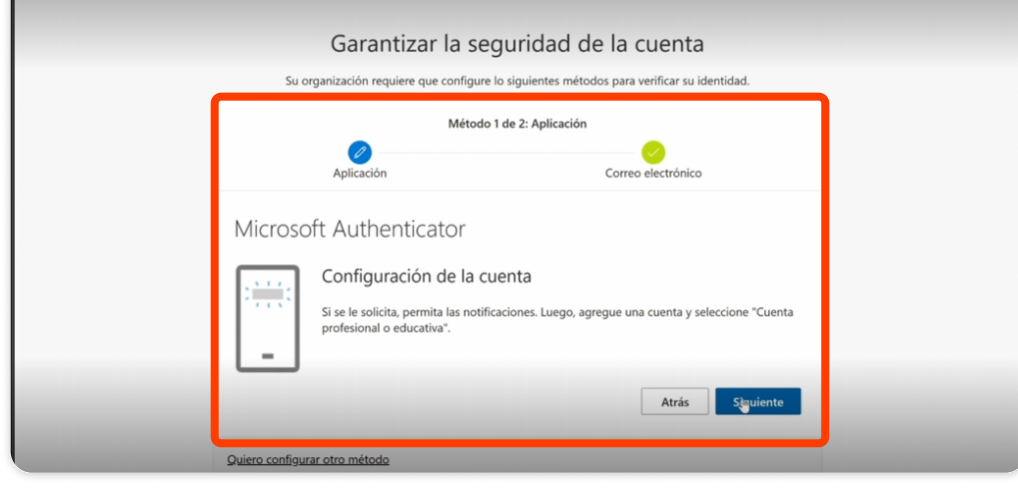 Garantizar la seguridad de la cuenta
Su organización requiere que configure lo siguientes métodos para verificar su identidad.
Método 1 de 2: Aplicación
Aplicación
Correo electrónico
Microsoft Authenticator
Configuración de la cuenta
Si se le solicita, permita las notificaciones. Luego, agregue una cuenta y seleccione "Cuenta
profesional o educativa".
Atrás
Siguiente
Quiero configurar otro método